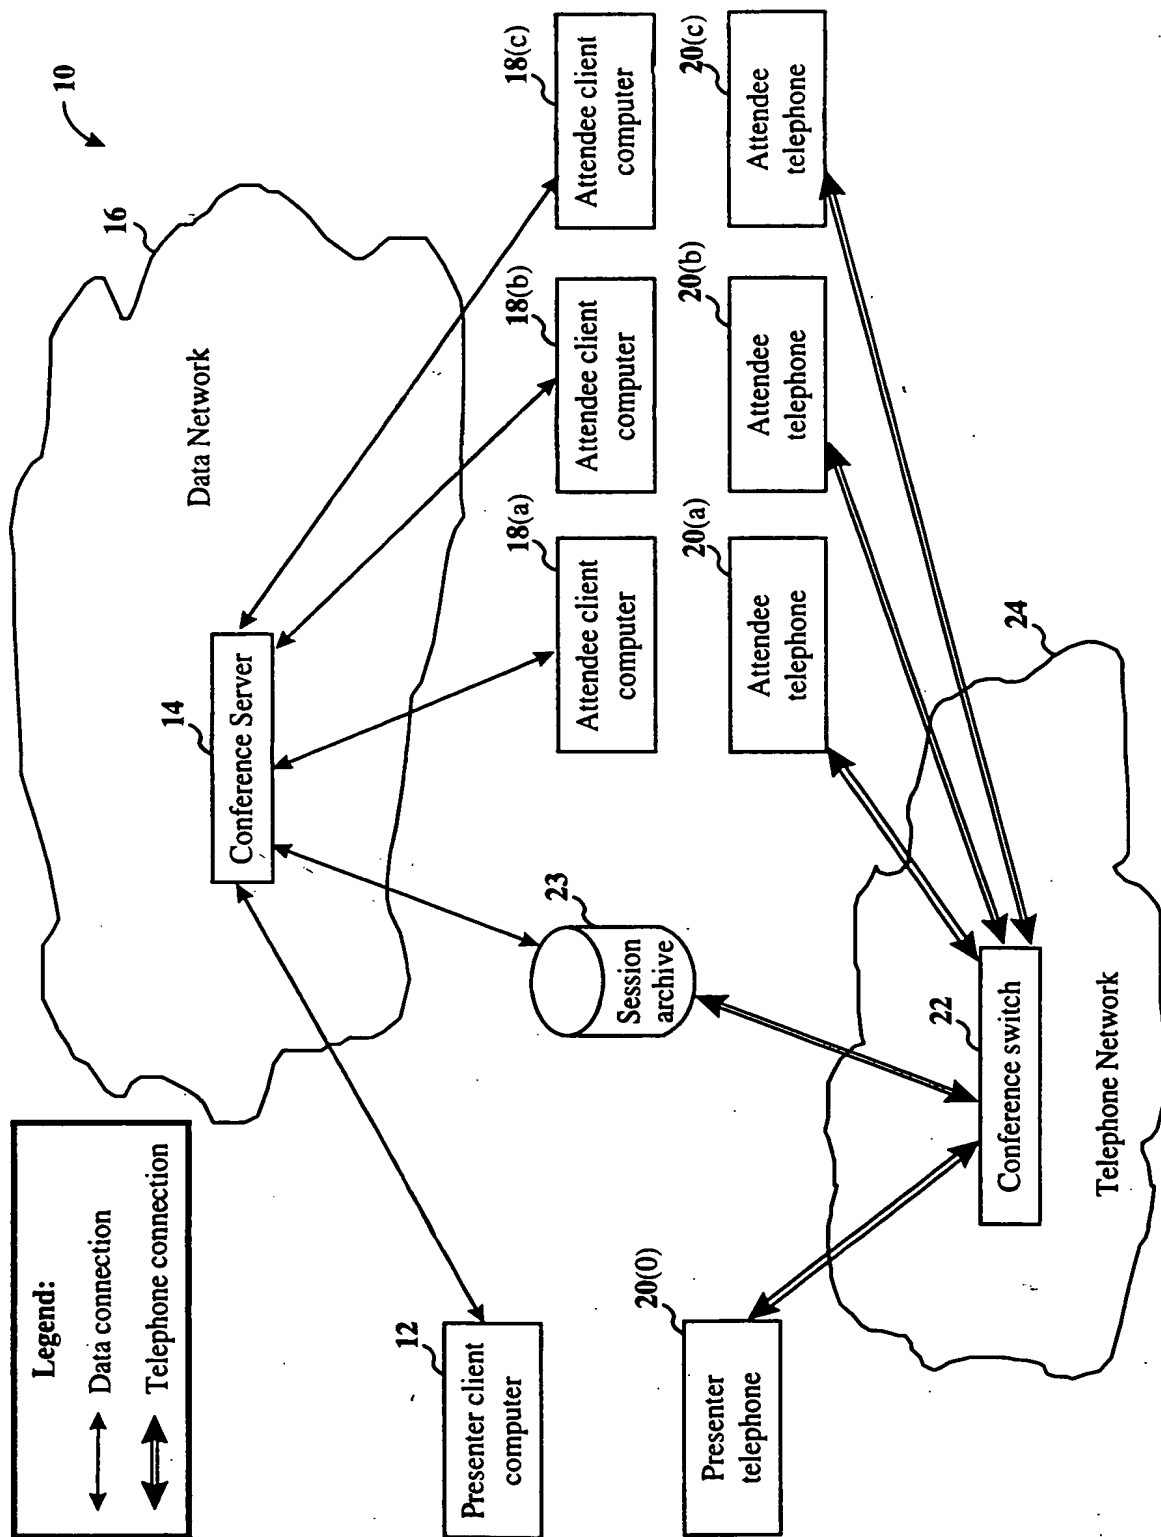 Legend:
Data connection
Telephone connection
10
16
Data Network
14
Conference Server
12
Presenter client
computer
23
Session
archive
18(a)
Attendee client
computer
18(b)
Attendee client
computer
18(c)
Attendee client
computer
20(0)
Presenter
telephone
20(a)
Attendee
telephone
20(b)
Attendee
telephone
20(c)
Attendee
telephone
22
Conference switch
24
Telephone Network